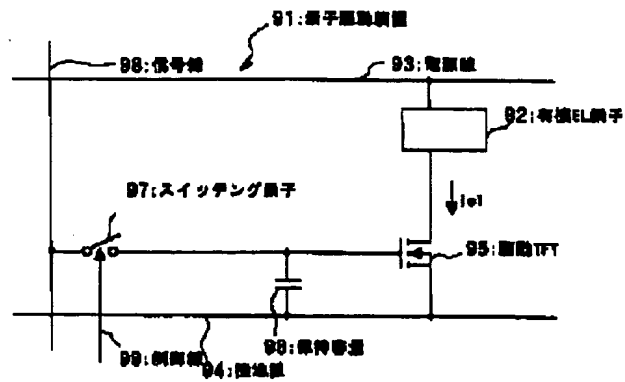 91:素子駆動装置
98:信号線
93:電源線
92:有機EL素子
97:スイッチング素子
iel
95:駆動TFT
96:保持容量
99:制御線
94:接地線